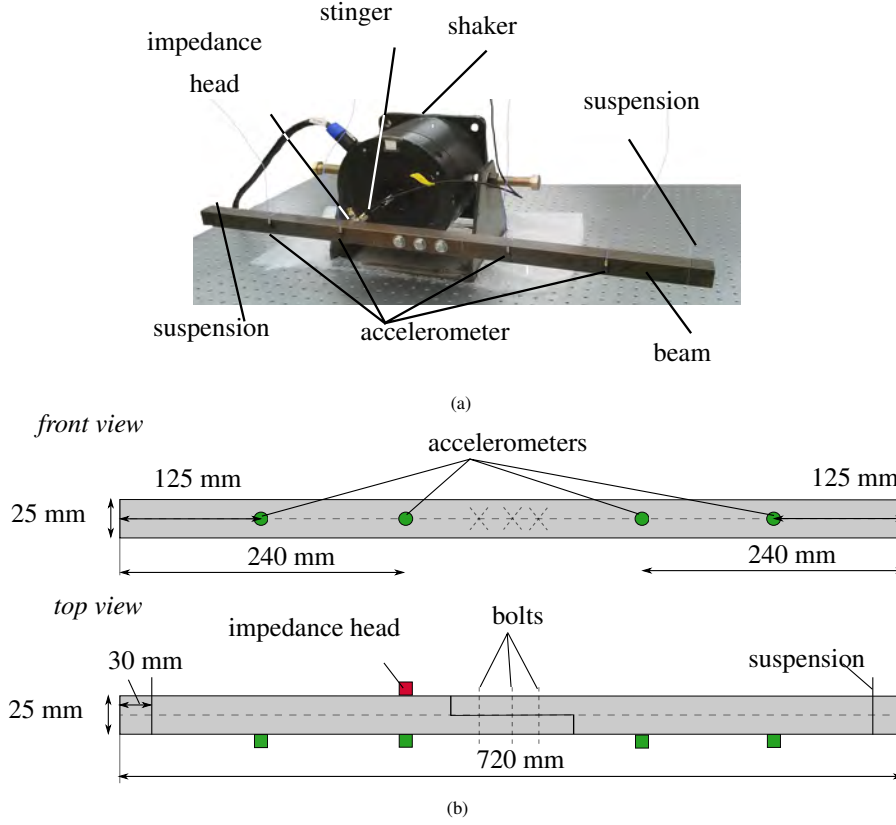 stinger
impedance
head
shaker
suspension
suspension
accelerometer
beam
(a)
front view
accelerometers
125 mm
125 mm
25 mm
240 mm
240 mm
top view
impedance head
bolts
30 mm
suspension
25 mm
720 mm
(b)